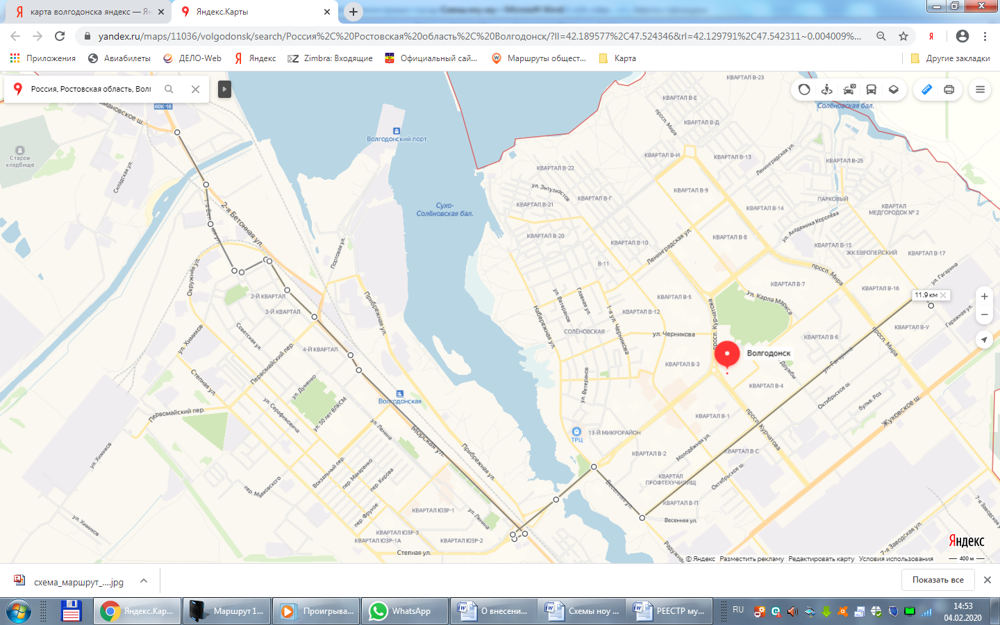 карта волгодонска яндекс — Ян
Яндекс.Карты
yandex.ru/maps/11036/volgodonsk/search/Россия%2C%20Ростовская%20область%2C%20Волгодонск/?ll=42.189577%2C47.524346&rl=42.129791%2C47.542311~0.004009%...
Приложения
Авиабилеты
ДЕЛО-Web
Яндекс
Zimbra: Входящие
Официальный сай...
Маршруты общест...
Карта
Другие закладки
Россия, Ростовская область, Волг
60К-16
Старое
кладбище
Складская ул.
2-я Бетонная ул.
Волгодонский порт
Сухо-
Солёновская бал.
Солёновская бал.
КВАРТАЛ В-23
КВАРТАЛ В-Е
КВАРТАЛ В-Д
просп. Мира
КВАРТАЛ В-И
КВАРТАЛ В-13
Ленинградская ул.
КВАРТАЛ В-25
КВАРТАЛ В-22
ул. Энтузиастов
КВАРТАЛ В-Г
КВАРТАЛ В-21
КВАРТАЛ В-9
КВАРТАЛ В-14
ПАРКОВЫЙ
КВАРТАЛ
МЕДГОРОДОК № 2
ул. Академика Королёва
КВАРТАЛ В-20
КВАРТАЛ В-10
Ленинградская ул.
КВАРТАЛ В-8
КВАРТАЛ В-15
ЖК ЕВРОПЕЙСКИЙ
КВАРТАЛ В-17
В-11
просп. Мира
ул. Гагарина
КВАРТАЛ В-7
КВАРТАЛ В-16
11.9 км
ул. Карла Маркса
Гаражная ул.
КВАРТАЛ В-5
КВАРТАЛ В-12
ул. Ветеранов
Главная ул.
1-я ул. Черникова
Набережная ул.
СОЛЁНОВСКАЯ
ул. Черникова
просп. Курчатова
КВАРТАЛ В-6
КВАРТАЛ В-У
просп. Мира
Волгодонск
ул. Гагарина
Дружбы
КВАРТАЛ В-3
КВАРТАЛ В-4
ул. Ветеранов
Октябрьское ш.
бульв. Роз
Жуковское ш.
КВАРТАЛ В-1
просп. Курчатова
ТРЦ
13-Й МИКРОРАЙОН
КВАРТАЛ В-2
Молодёжная ул.
КВАРТАЛ В-С
Октябрьское ш.
КВАРТАЛ
ПРОФТЕХУЧИЛИЩ
Весенняя ул.
КВАРТАЛ В-П
Весенняя ул.
7-я Заводская
7-я Заводская ул.
Окружная ул.
Портовая ул.
2-Й КВАРТАЛ
3-Й КВАРТАЛ
Прибрежная ул.
Советская ул.
ул. Химиков
4-Й КВАРТАЛ
Первомайский пер.
Степная ул.
ул. Думенко
Волгодонская
Первомайский пер.
ул. Серафимовича
ул. 50 лет ВЛКСМ
ул. Ленина
Морская ул.
Прибрежная ул.
ул. Химиков
Вокзальный пер.
пер. Макаренко
пер. Кирова
пер. Маяковского
ул. Химиков
пер. Фрунзе
КВАРТАЛ ЮЗР-1
ул. Ленина
КВАРТАЛ ЮЗР-3
КВАРТАЛ ЮЗР-1А
КВАРТАЛ ЮЗР-2
Степная ул.
Яндекс
© Яндекс Разместить рекламу Редактировать карту Условия использования 400 м
схема_маршрут_....jpg
Показать все
Яндекс.Кар...
Маршрут 1...
Проигрыва...
WhatsApp
О внесени...
Схемы ноу ...
РЕЕСТР му...
RU
14:53
04.02.2020